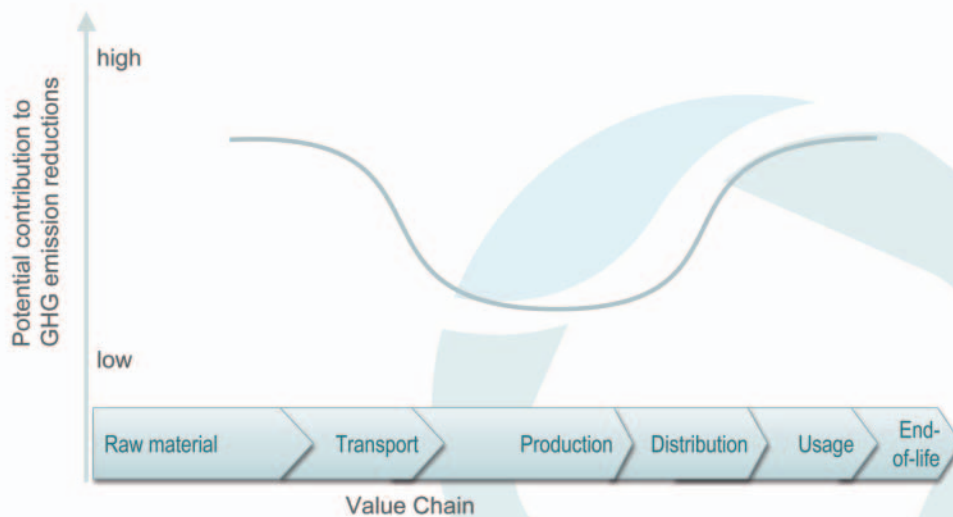 Potential contribution to
GHG emission reductions
high
low
Raw material
Transport
Production
Distribution
Usage
End-
of-life
Value Chain